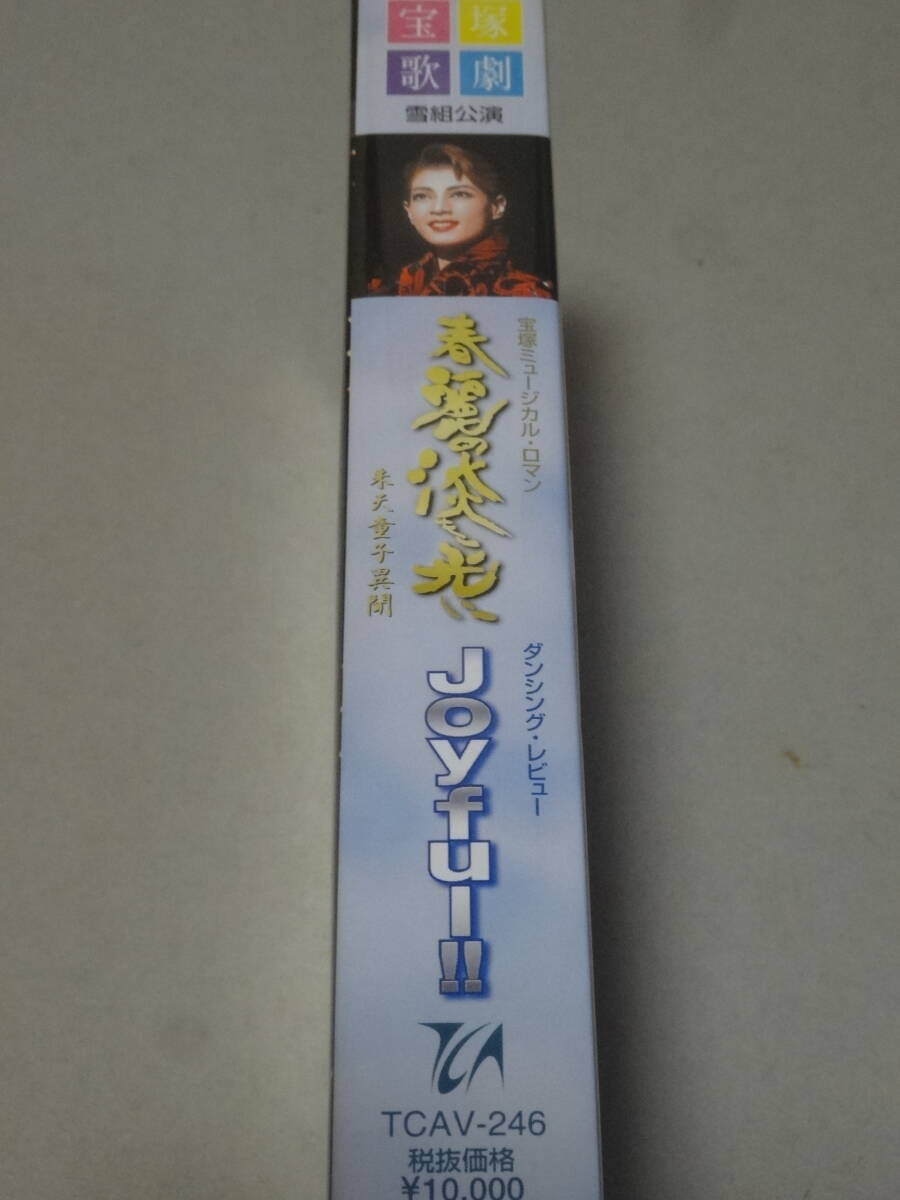 宝塚
歌劇
雪組公演
宝塚ミュージカル・ロマン
春麗の淡き光に
朱天童子異聞
ダンシング・レビュー
Joyful!!
TCA
TCAV-246
税抜価格
¥10,000